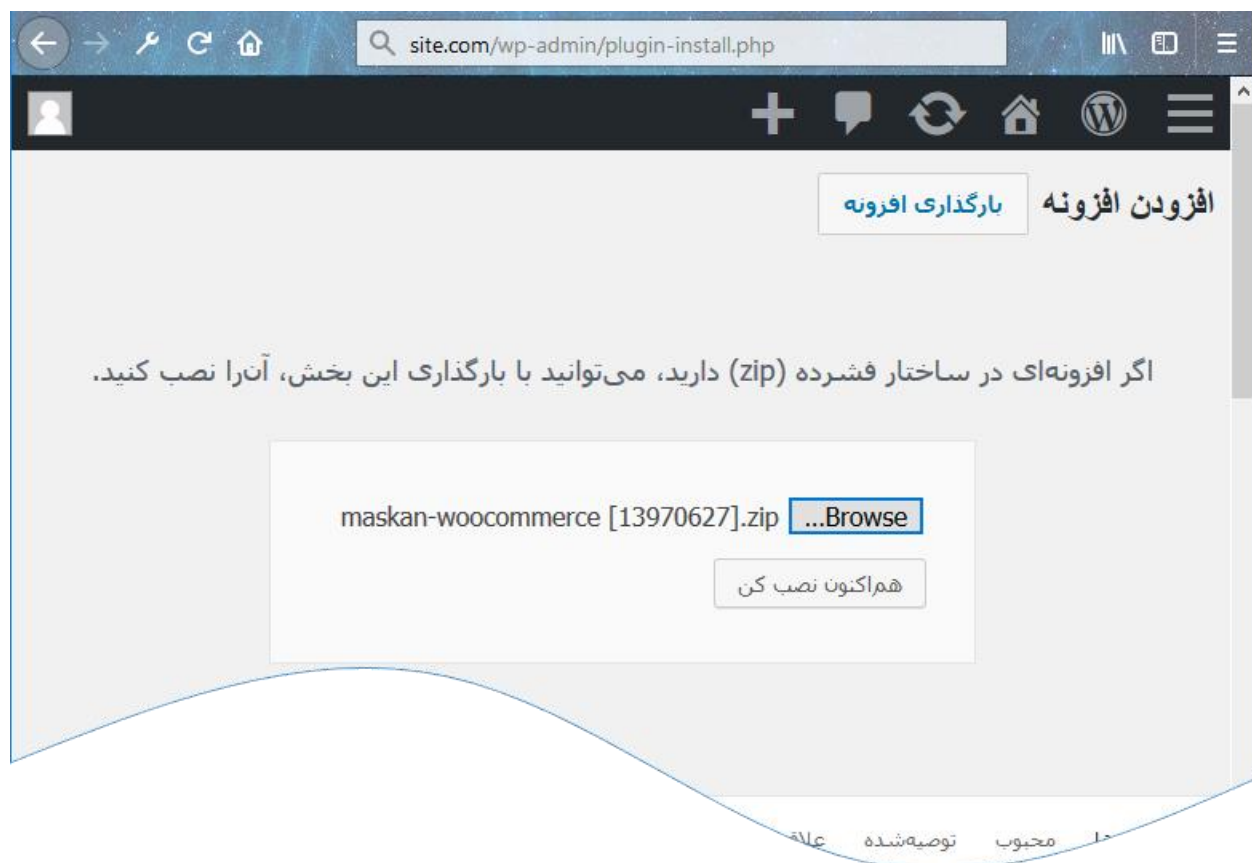 site.com/wp-admin/plugin-install.php
افزودن افزونه بارگذاری افزونه
اگر افزونه‌ای در ساختار فشرده (zip) دارید، می‌توانید با بارگذاری این بخش، آن‌را نصب کنید.
...Browse maskan-woocommerce [13970627].zip
هم‌اکنون نصب کن
محبوب توصیه‌شده